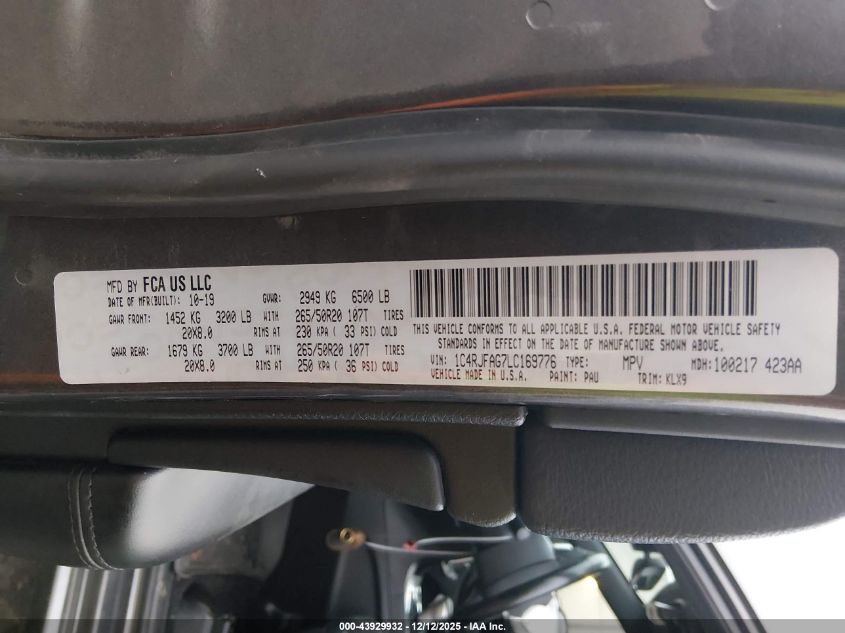 MFD BY FCA US LLC
DATE OF MFR(BUILT): 10-19 GVWR: 2949 KG 6500 LB
GAWR FRONT: 1452 KG 3200 LB WITH 265/50R20 107T TIRES
20X8.0 RIMS AT 230 KPA ( 33 PSI) COLD
GAWR REAR: 1679 KG 3700 LB WITH 265/50R20 107T TIRES
20X8.0 RIMS AT 250 KPA ( 36 PSI) COLD
THIS VEHICLE CONFORMS TO ALL APPLICABLE U.S.A. FEDERAL MOTOR VEHICLE SAFETY
STANDARDS IN EFFECT ON THE DATE OF MANUFACTURE SHOWN ABOVE.
VIN: 1C4RJFAG7LC169776 TYPE: MPV MDH: 100217 423AA
VEHICLE MADE IN U.S.A. PAINT: PAU TRIM: KLX9
000-43929932 - 12/12/2025 - IAA Inc.